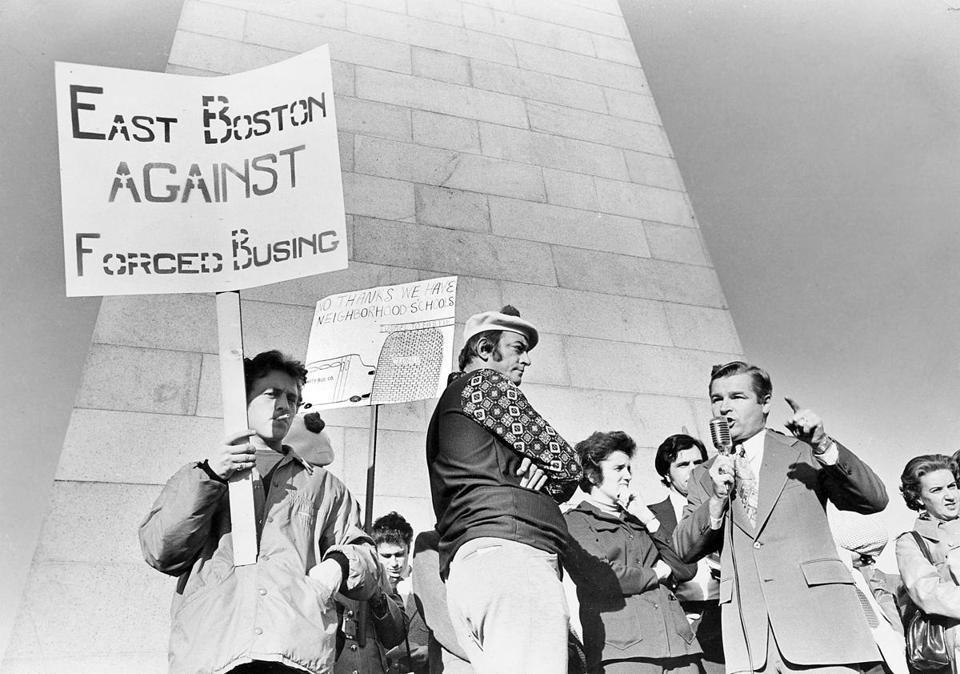 EAST BOSTON
AGAINST
FORCED BUSING
NO THANKS WE HAVE
NEIGHBORHOOD SCHOOLS